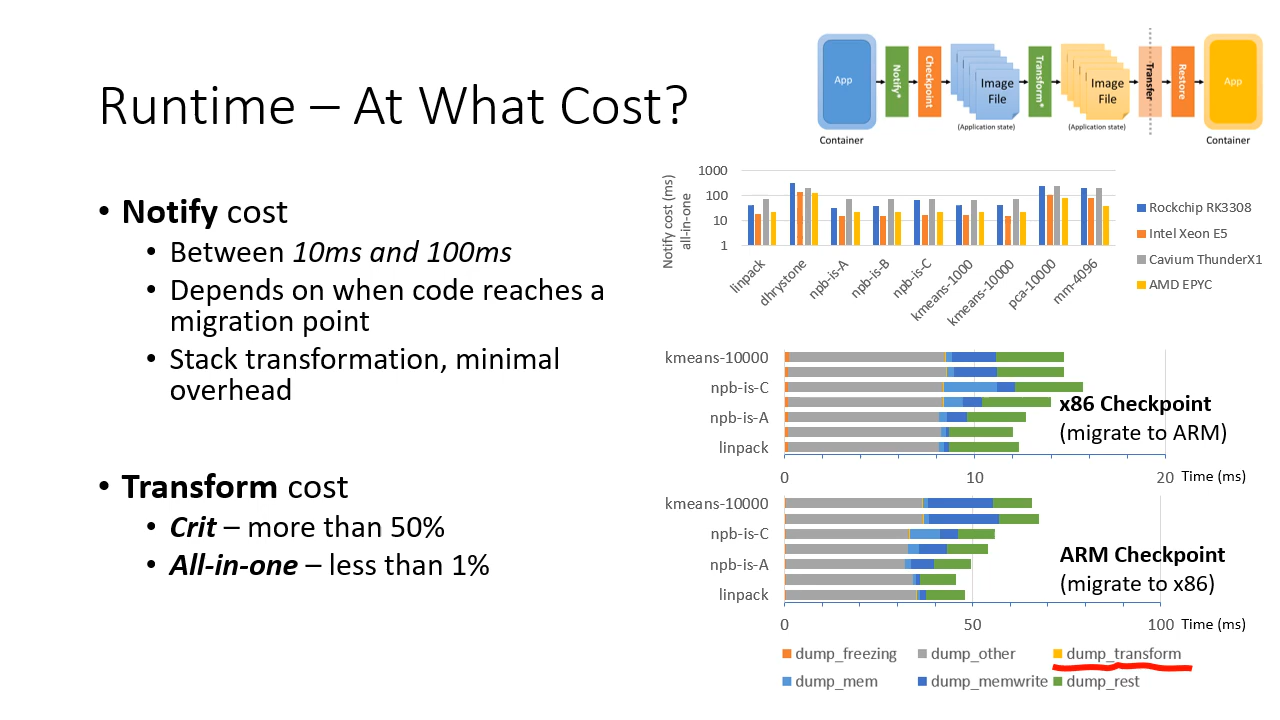 Runtime – At What Cost?
App
Notify*
Checkpoint
Image
File
(Application state)
Transform*
Image
File
(Application state)
Transfer
Restore
App
Container
Container
• Notify cost
• Between 10ms and 100ms
• Depends on when code reaches a
migration point
• Stack transformation, minimal
overhead
• Transform cost
• Crit – more than 50%
• All-in-one – less than 1%
Notify cost (ms)
all-in-one
1000
100
10
1
linpack
dhrystone
npb-is-A
npb-is-B
npb-is-C
kmeans-1000
kmeans-10000
pca-10000
mm-4096
Rockchip RK3308
Intel Xeon E5
Cavium ThunderX1
AMD EPYC
kmeans-10000
npb-is-C
npb-is-A
linpack
x86 Checkpoint
(migrate to ARM)
0 10 20 Time (ms)
kmeans-10000
npb-is-C
npb-is-A
linpack
ARM Checkpoint
(migrate to x86)
0 50 100 Time (ms)
dump_freezing dump_other dump_transform
dump_mem dump_memwrite dump_rest